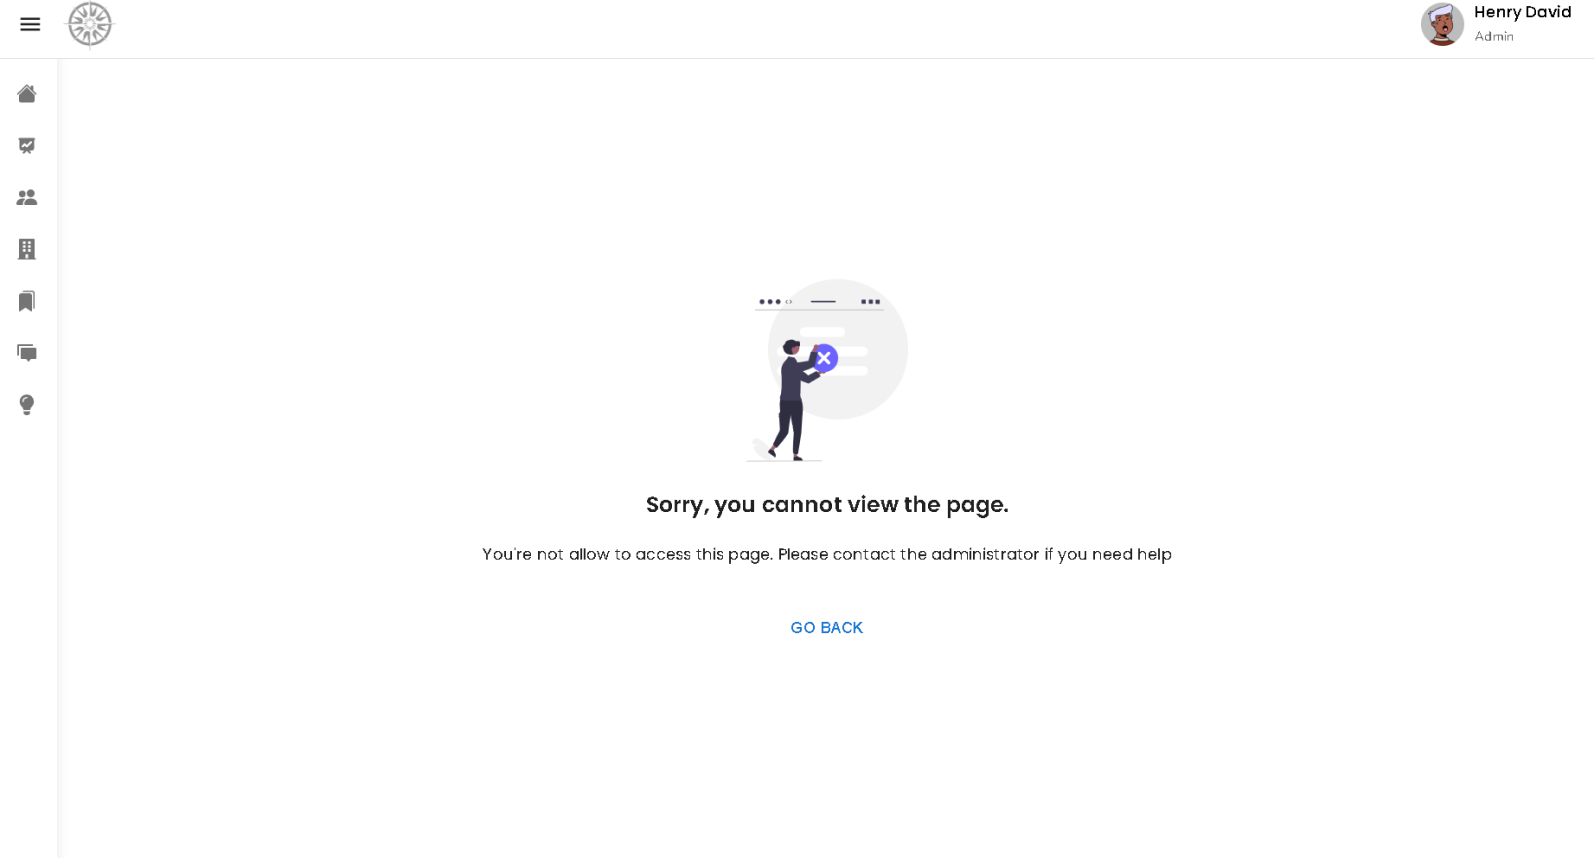 Henry David
Admin
Sorry, you cannot view the page.
You're not allow to access this page. Please contact the administrator if you need help
GO BACK